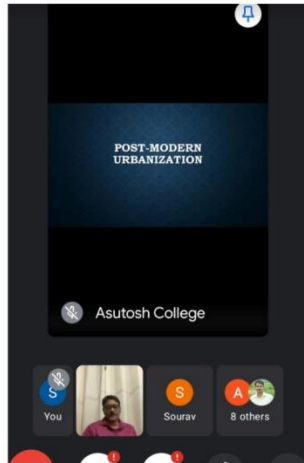 POST-MODERN
URBANIZATION
Asutosh College
S
S
A
You
Sourav
8 others
!
!